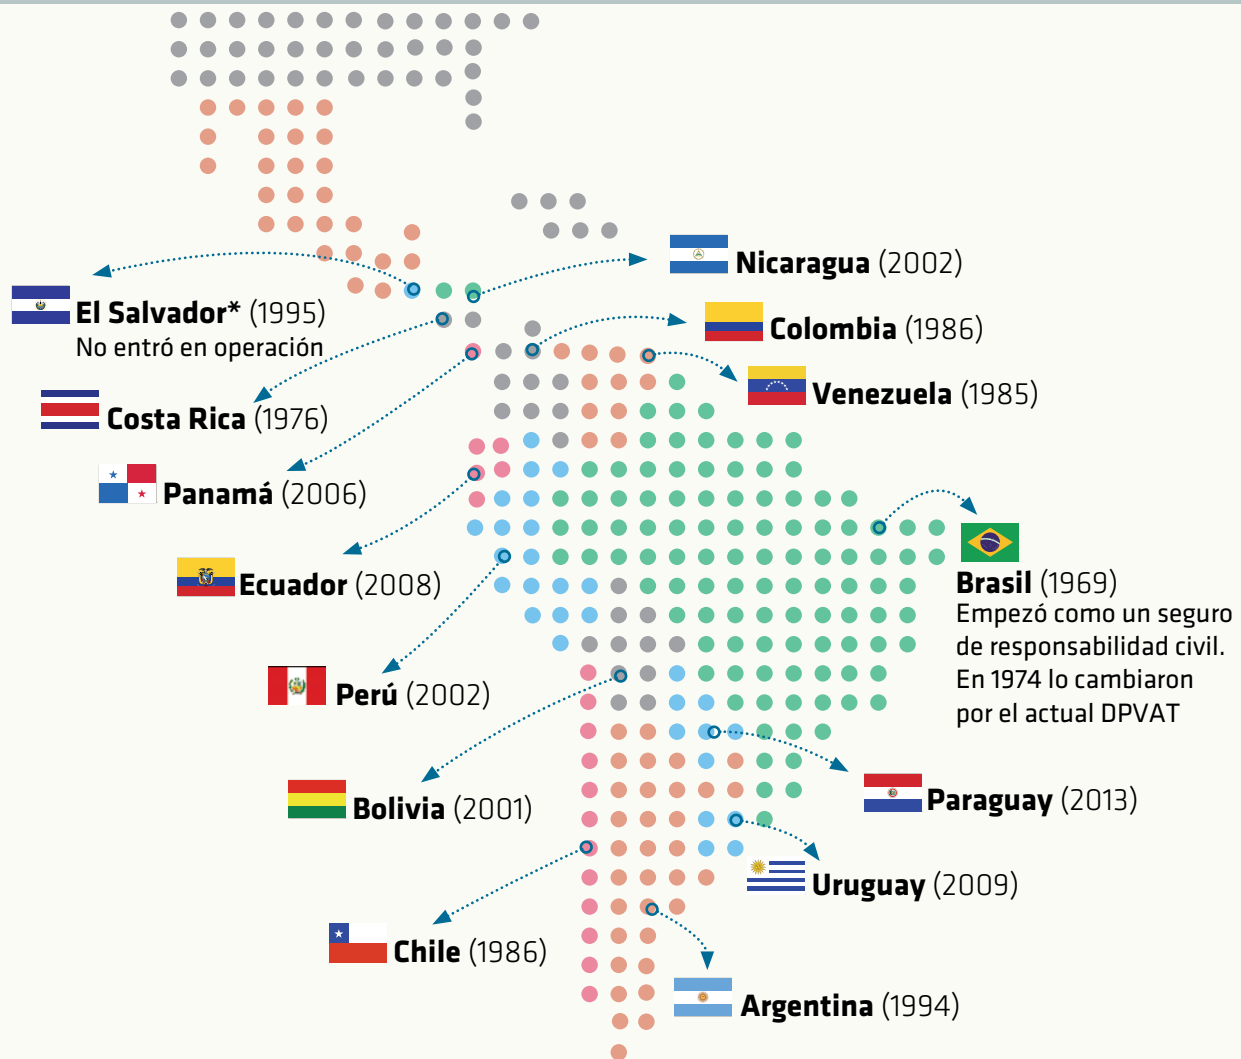 Nicaragua (2002)
El Salvador* (1995)
No entró en operación
Colombia (1986)
Venezuela (1985)
Costa Rica (1976)
Panamá (2006)
Ecuador (2008)
Brasil (1969)
Empezó como un seguro
de responsabilidad civil.
En 1974 lo cambiaron
por el actual DPVAT
Perú (2002)
Bolivia (2001)
Paraguay (2013)
Uruguay (2009)
Chile (1986)
Argentina (1994)